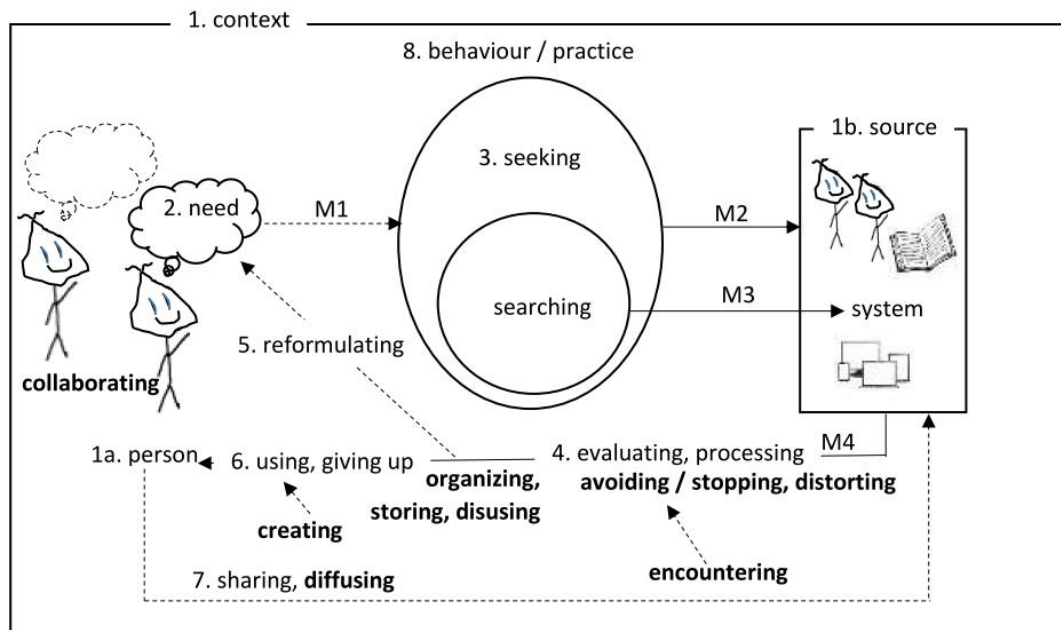 1. context
8. behaviour / practice
1b. source
3. seeking
2. need
M1
M2
searching
M3
system
5. reformulating
collaborating
M4
1a. person
6. using, giving up
4. evaluating, processing
organizing,
storing, disusing
avoiding / stopping, distorting
creating
encountering
7. sharing, diffusing